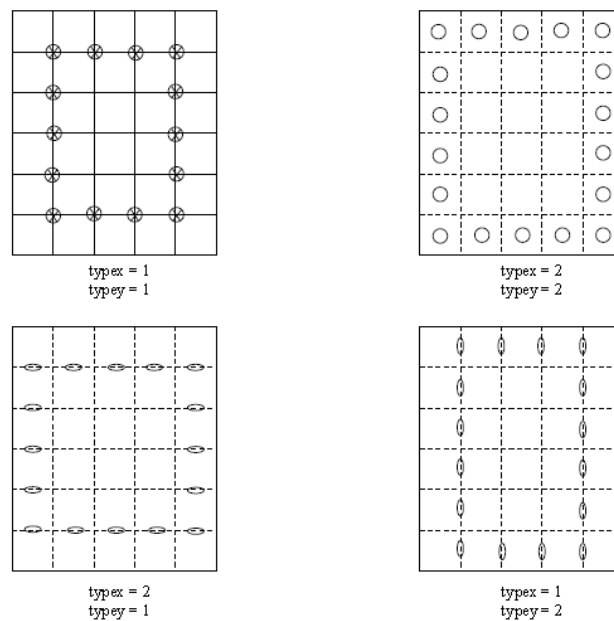 typex = 1
typey = 1
typex = 2
typey = 2
typex = 2
typey = 1
typex = 1
typey = 2